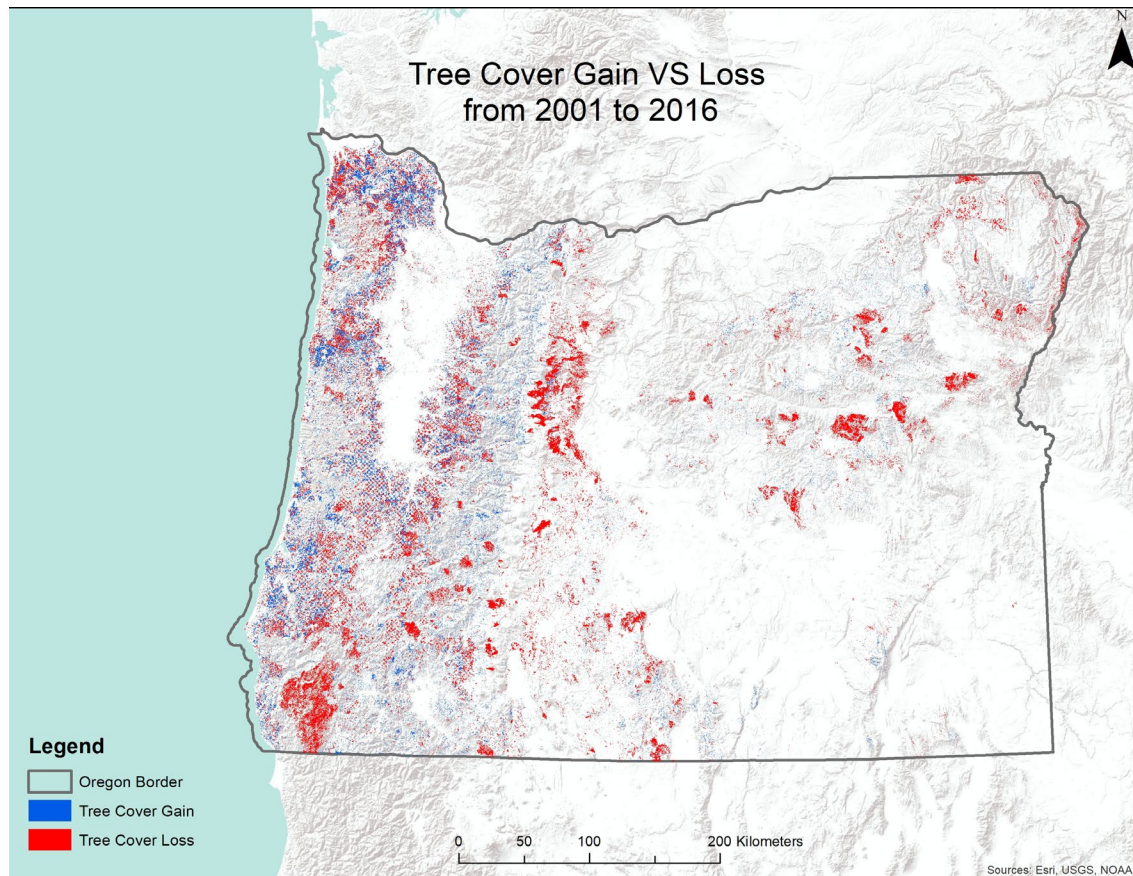 N
Tree Cover Gain VS Loss
from 2001 to 2016
Legend
Oregon Border
Tree Cover Gain
Tree Cover Loss
0 50 100 200 Kilometers
Sources: Esri, USGS, NOAA